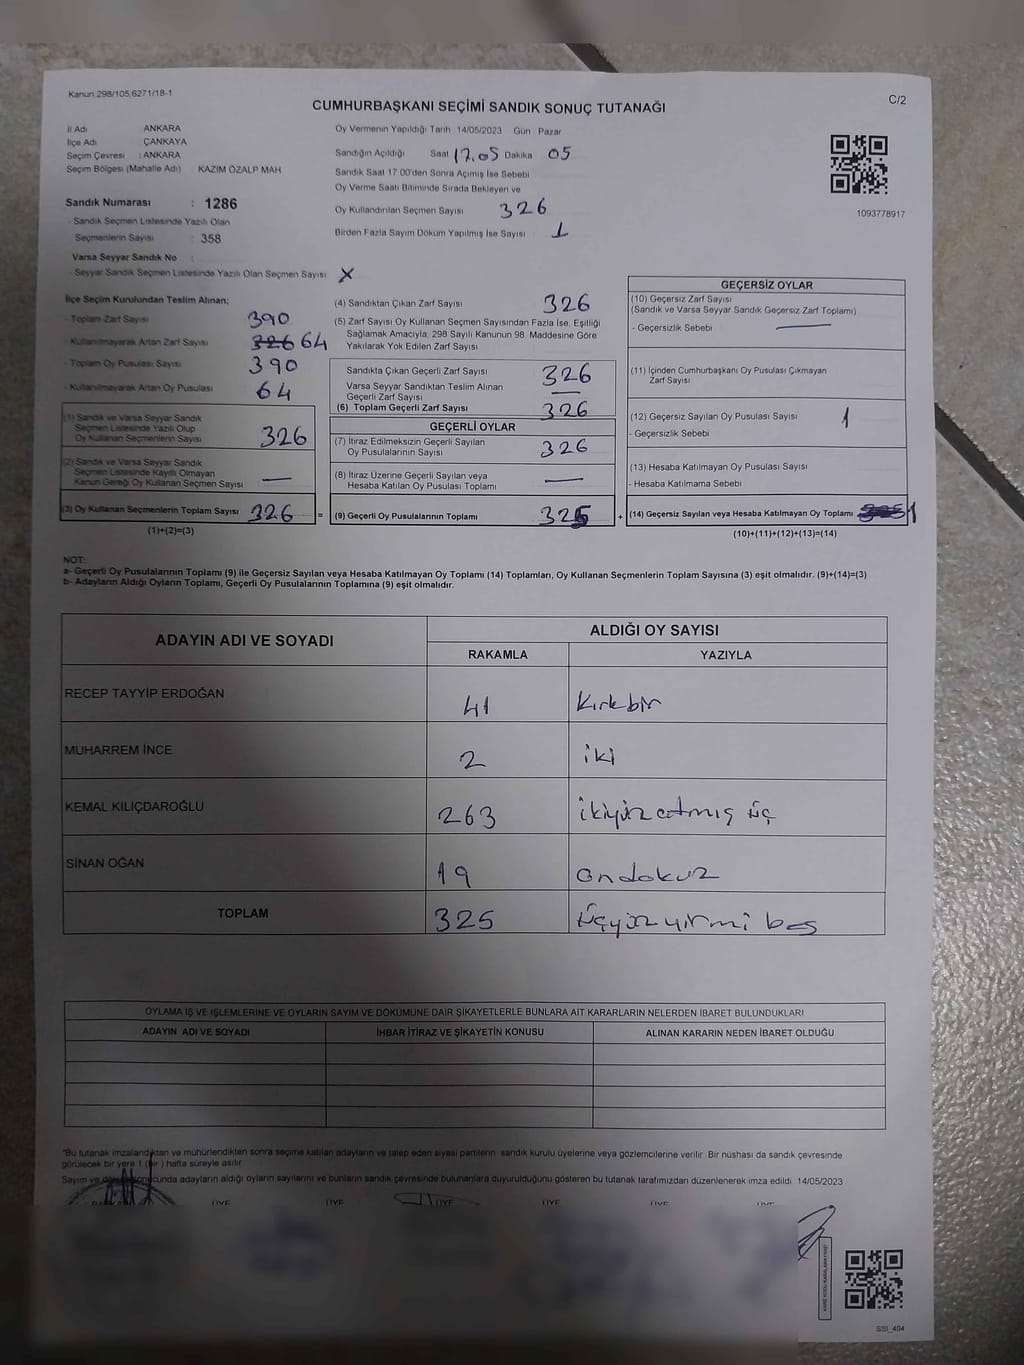 Kanun:298/105,6271/18-1
C/2
CUMHURBAŞKANI SEÇİMİ SANDIK SONUÇ TUTANAĞI
İl Adı ANKARA
İlçe Adı ÇANKAYA
Seçim Çevresi : ANKARA
Seçim Bölgesi (Mahalle Adı) KAZIM ÖZALP MAH
Sandık Numarası : 1286
- Sandık Seçmen Listesinde Yazılı Olan
Seçmenlerin Sayısı : 358
Varsa Seyyar Sandık No :
- Seyyar Sandık Seçmen Listesinde Yazılı Olan Seçmen Sayısı X
Oy Vermenin Yapıldığı Tarih 14/05/2023 Gün Pazar
Sandığın Açıldığı Saat 17.05 Dakika 05
Sandık Saat 17 00'den Sonra Açımış İse Sebebi
Oy Verme Saati Bitiminde Sırada Bekleyen ve
Oy Kullandırılan Seçmen Sayısı 326
Birden Fazla Sayım Döküm Yapılmış İse Sayısı 1
1093778917
İlçe Seçim Kurulundan Teslim Alınan;
- Toplam Zarf Sayısı 390
- Kullanılmayarak Artan Zarf Sayısı 326 64
- Toplam Oy Pusulası Sayısı 390
- Kullanılmayarak Artan Oy Pusulası 64
(1) Sandık ve Varsa Seyyar Sandık
Seçmen Listesinde Yazılı Olup
Oy Kullanan Seçmenlerin Sayısı 326
(2) Sandık ve Varsa Seyyar Sandık
Seçmen Listesinde Kayıtlı Olmayan
Kanun Gereği Oy Kullanan Seçmen Sayısı —
(3) Oy Kullanan Seçmenlerin Toplam Sayısı 326 =
(1)+(2)=(3)
(4) Sandıktan Çıkan Zarf Sayısı 326
(5) Zarf Sayısı Oy Kullanan Seçmen Sayısından Fazla İse, Eşitliği
Sağlamak Amacıyla, 298 Sayılı Kanunun 98. Maddesine Göre
Yakılarak Yok Edilen Zarf Sayısı
Sandıkta Çıkan Geçerli Zarf Sayısı 326
Varsa Seyyar Sandıktan Teslim Alınan
Geçerli Zarf Sayısı —
(6) Toplam Geçerli Zarf Sayısı 326
GEÇERLİ OYLAR
(7) İtiraz Edilmeksizin Geçerli Sayılan
Oy Pusulalarının Sayısı 326
(8) İtiraz Üzerine Geçerli Sayılan veya
Hesaba Katılan Oy Pusulası Toplamı —
(9) Geçerli Oy Pusulalarının Toplamı 325 +
GEÇERSİZ OYLAR
(10) Geçersiz Zarf Sayısı
(Sandık ve Varsa Seyyar Sandık Geçersiz Zarf Toplamı)
- Geçersizlik Sebebi —
(11) İçinden Cumhurbaşkanı Oy Pusulası Çıkmayan
Zarf Sayısı
(12) Geçersiz Sayılan Oy Pusulası Sayısı 1
- Geçersizlik Sebebi
(13) Hesaba Katılmayan Oy Pusulası Sayısı
- Hesaba Katılmama Sebebi
(14) Geçersiz Sayılan veya Hesaba Katılmayan Oy Toplamı 1
(10)+(11)+(12)+(13)=(14)
NOT:
a- Geçerli Oy Pusulalarının Toplamı (9) ile Geçersiz Sayılan veya Hesaba Katılmayan Oy Toplamı (14) Toplamları, Oy Kullanan Seçmenlerin Toplam Sayısına (3) eşit olmalıdır. (9)+(14)=(3)
b- Adayların Aldığı Oyların Toplamı, Geçerli Oy Pusulalarının Toplamına (9) eşit olmalıdır.
ADAYIN ADI VE SOYADI
ALDIĞI OY SAYISI
RAKAMLA YAZIYLA
RECEP TAYYİP ERDOĞAN 41 Kırkbir
MUHARREM İNCE 2 iki
KEMAL KILIÇDAROĞLU 263 ikiyüz atmış üç
SİNAN OĞAN 19 ondokuz
TOPLAM 325 üçyüz yirmi beş
OYLAMA İŞ VE İŞLEMLERİNE VE OYLARIN SAYIM VE DÖKÜMÜNE DAİR ŞİKAYETLERLE BUNLARA AİT KARARLARIN NELERDEN İBARET BULUNDUKLARI
ADAYIN ADI VE SOYADI İHBAR İTİRAZ VE ŞİKAYETİN KONUSU ALINAN KARARIN NEDEN İBARET OLDUĞU
"Bu tutanak imzalandıktan ve mühürlendikten sonra seçime katılan adayların ve talep eden siyasi partilerin sandık kurulu üyelerine veya gözlemcilerine verilir. Bir nüshası da sandık çevresinde
görülecek bir yere 1 (bir) hafta süreyle asılır.
Sayım ve sonucunda adayların aldığı oyların sayılarını ve bunların sandık çevresinde bulunanlara duyurulduğunu gösteren bu tutanak tarafımızdan düzenlenerek imza edildi. 14/05/2023
ÜYE ÜYE ÜYE ÜYE ÜYE ÜYE
SSI_404